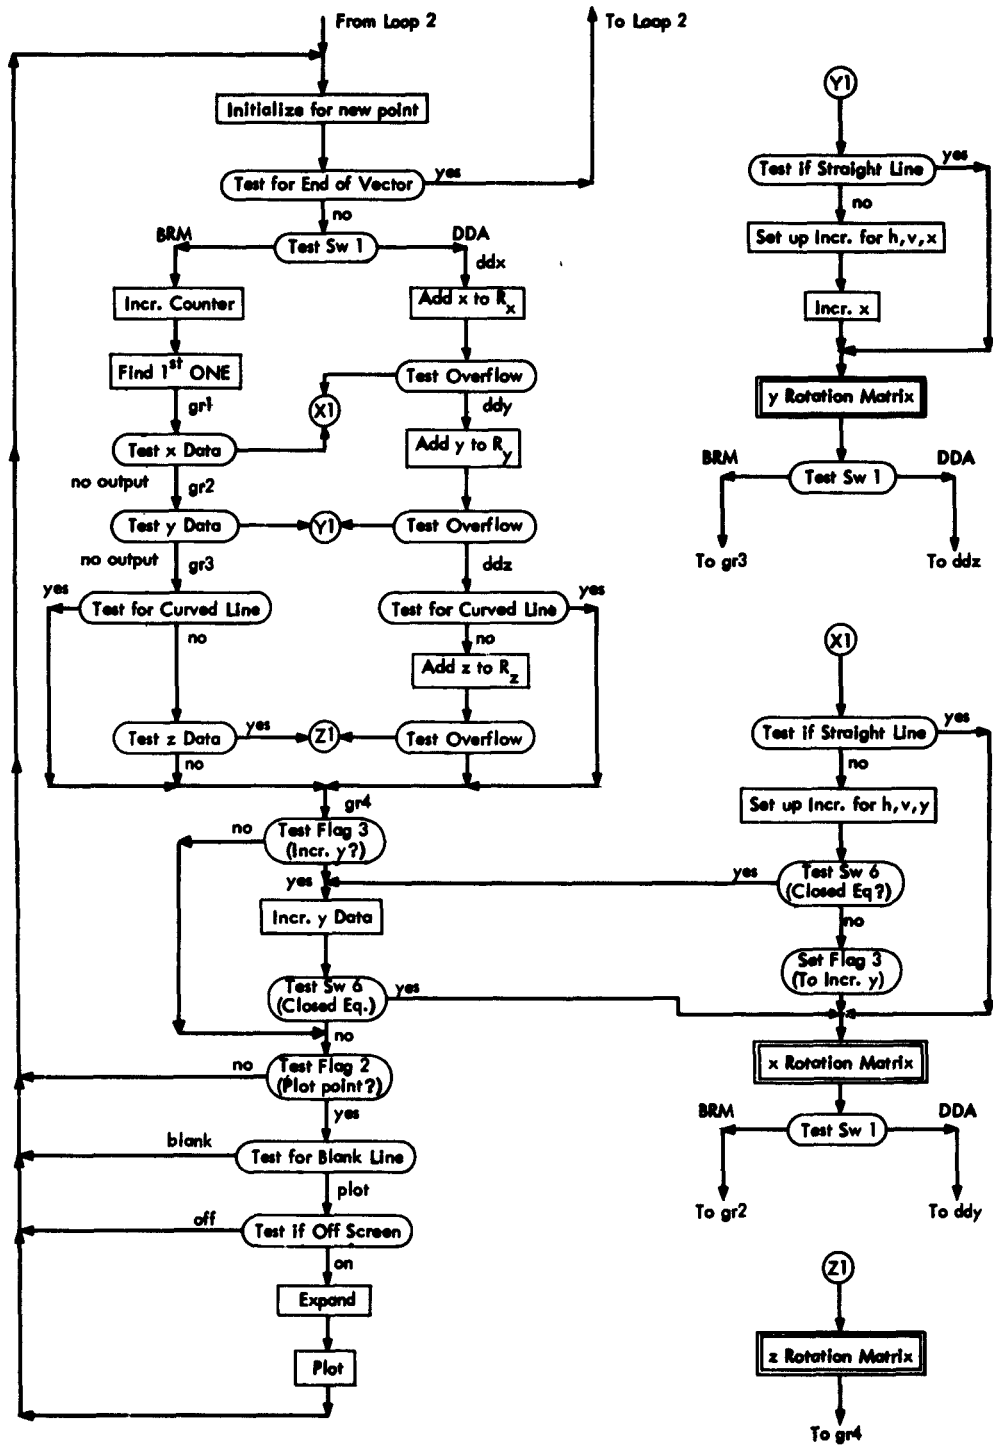 From Loop 2
To Loop 2
Initialize for new point
Test for End of Vector
yes
no
BRM
Test Sw 1
DDA
ddx
Incr. Counter
Add x to Rx
Find 1st ONE
Test Overflow
gr1
X1
ddy
Test x Data
Add y to Ry
no output
gr2
Test y Data
Y1
Test Overflow
no output
gr3
ddz
yes
Test for Curved Line
Test for Curved Line
yes
no
no
Add z to Rz
Test z Data
yes
Z1
Test Overflow
no
gr4
no
Test Flag 3
(Incr. y?)
yes
Incr. y Data
Test Sw 6
(Closed Eq.)
yes
no
no
Test Flag 2
(Plot point?)
yes
blank
Test for Blank Line
plot
off
Test if Off Screen
on
Expand
Plot
Y1
Test if Straight Line
yes
no
Set up Incr. for h,v,x
Incr. x
y Rotation Matrix
BRM
Test Sw 1
DDA
To gr3
To ddz
X1
Test if Straight Line
yes
no
Set up Incr. for h,v,y
yes
Test Sw 6
(Closed Eq?)
no
Set Flag 3
(To Incr. y)
x Rotation Matrix
BRM
Test Sw 1
DDA
To gr2
To ddy
Z1
z Rotation Matrix
To gr4